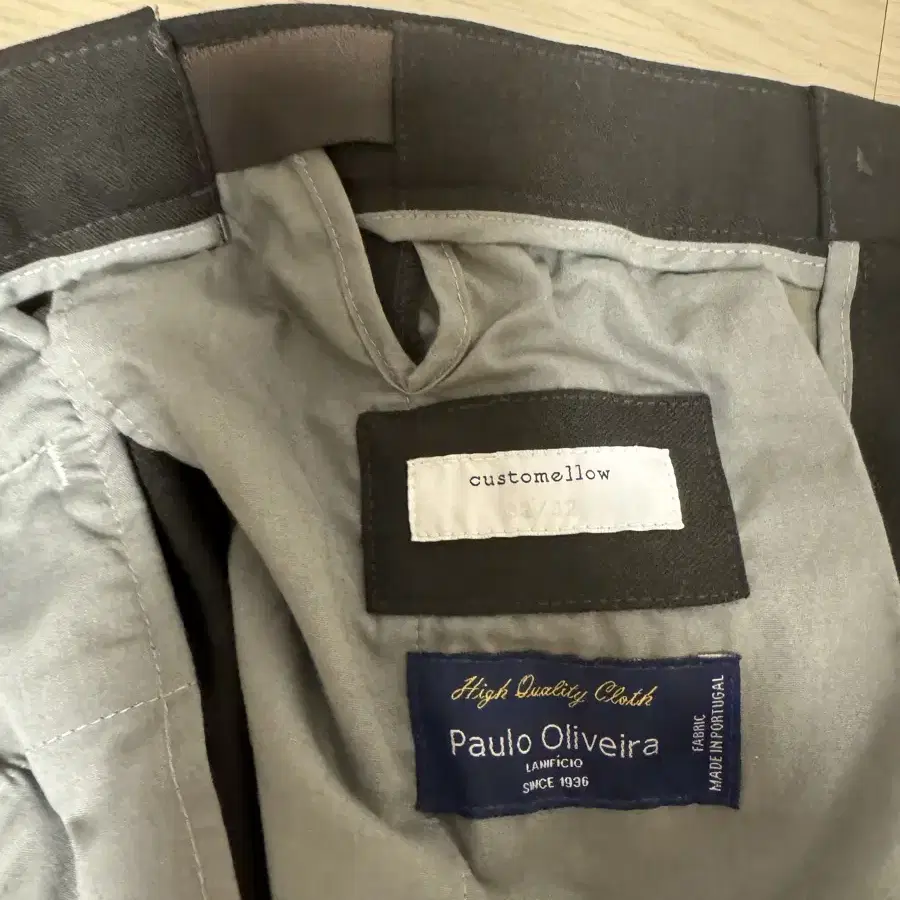 customellow
High Quality Cloth
Paulo Oliveira
LANIFÍCIO
SINCE 1936
FABRIC
MADE IN PORTUGAL